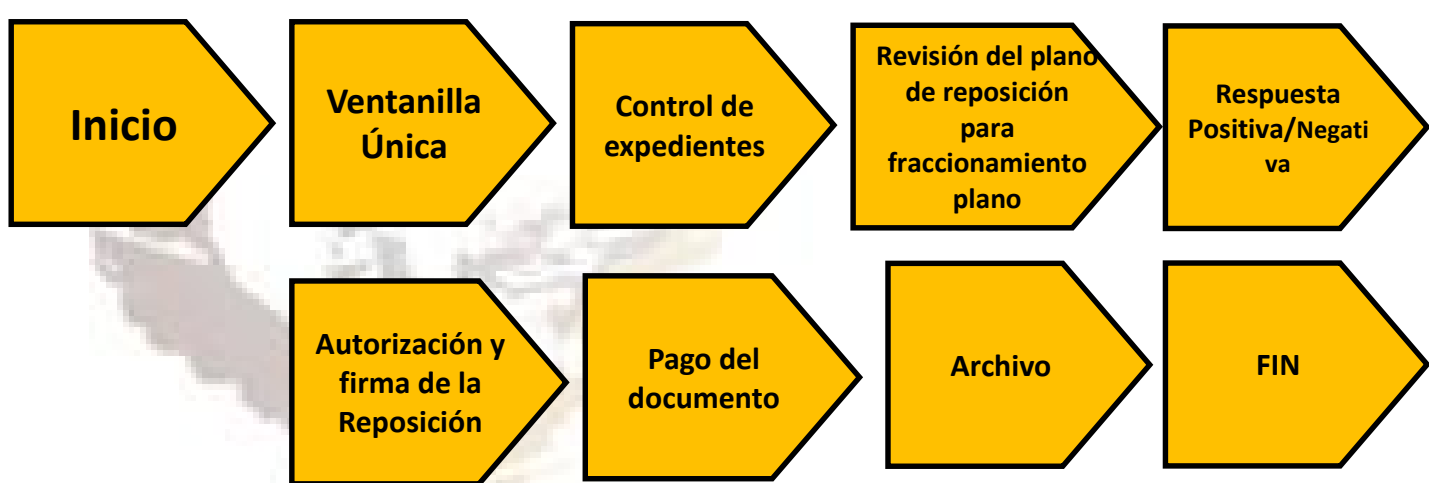 Inicio
Ventanilla
Única
Control de
expedientes
Revisión del plano
de reposición
para
fraccionamiento
plano
Respuesta
Positiva/Negati
va
Autorización y
firma de la
Reposición
Pago del
documento
Archivo
FIN